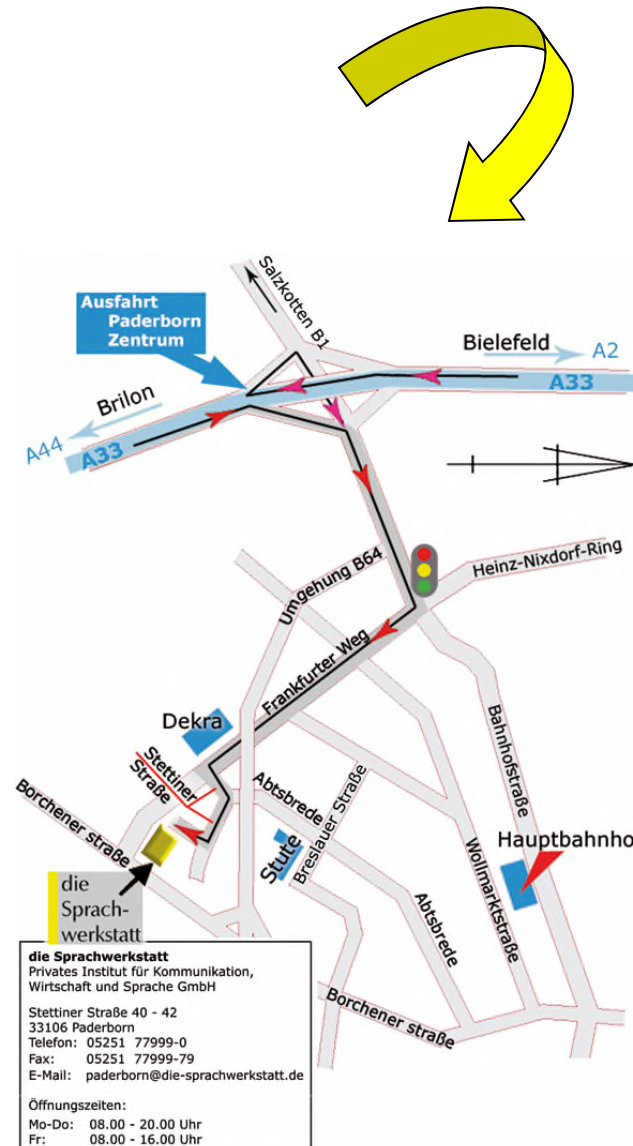 Salzkotten B1
Ausfahrt
Paderborn
Zentrum
Bielefeld
A2
A33
Brilon
A44
A33
Umgehung B64
Heinz-Nixdorf-Ring
Frankfurter Weg
Dekra
Stettiner
Straße
Borchener straße
Abtsbrede
Breslauer Straße
Stute
Bahnhofstraße
Wollmarktstraße
Hauptbahnho
Abtsbrede
Borchener straße
die
Sprach-
werkstatt
die Sprachwerkstatt
Privates Institut für Kommunikation,
Wirtschaft und Sprache GmbH
Stettiner Straße 40 - 42
33106 Paderborn
Telefon: 05251 77999-0
Fax: 05251 77999-79
E-Mail: paderborn@die-sprachwerkstatt.de
Öffnungszeiten:
Mo-Do: 08.00 - 20.00 Uhr
Fr: 08.00 - 16.00 Uhr